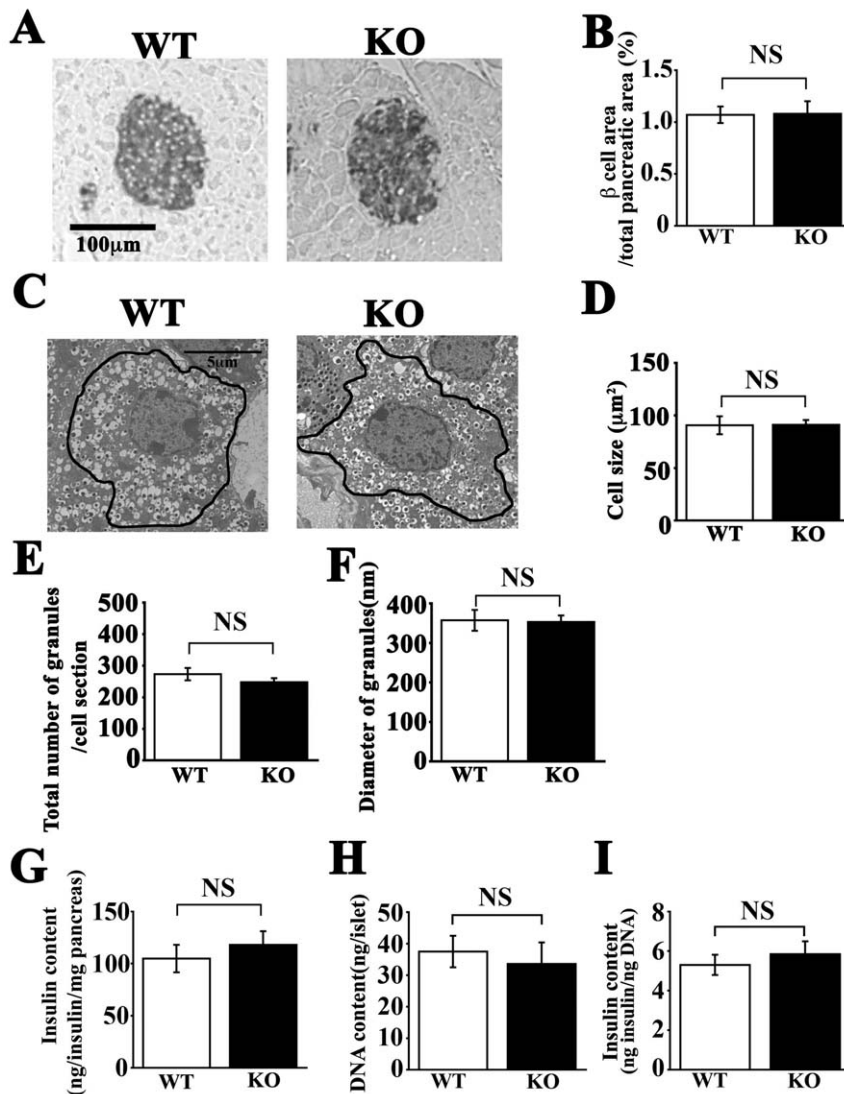 A
WT
KO
100μm
B
β cell area
/total pancreatic area (%)
1.5
1.0
0.5
0
NS
WT
KO
C
WT
KO
5μm
D
Cell size (μm²)
150
100
50
0
NS
WT
KO
E
Total number of granules
/cell section
500
400
300
200
100
0
NS
WT
KO
F
Diameter of granules(nm)
400
300
200
100
0
NS
WT
KO
G
Insulin content
(ng/insulin/mg pancreas)
150
100
50
0
NS
WT
KO
H
DNA content(ng/islet)
50
40
30
20
10
0
NS
WT
KO
I
Insulin content
(ng insulin/ng DNA)
8
6
4
2
0
NS
WT
KO